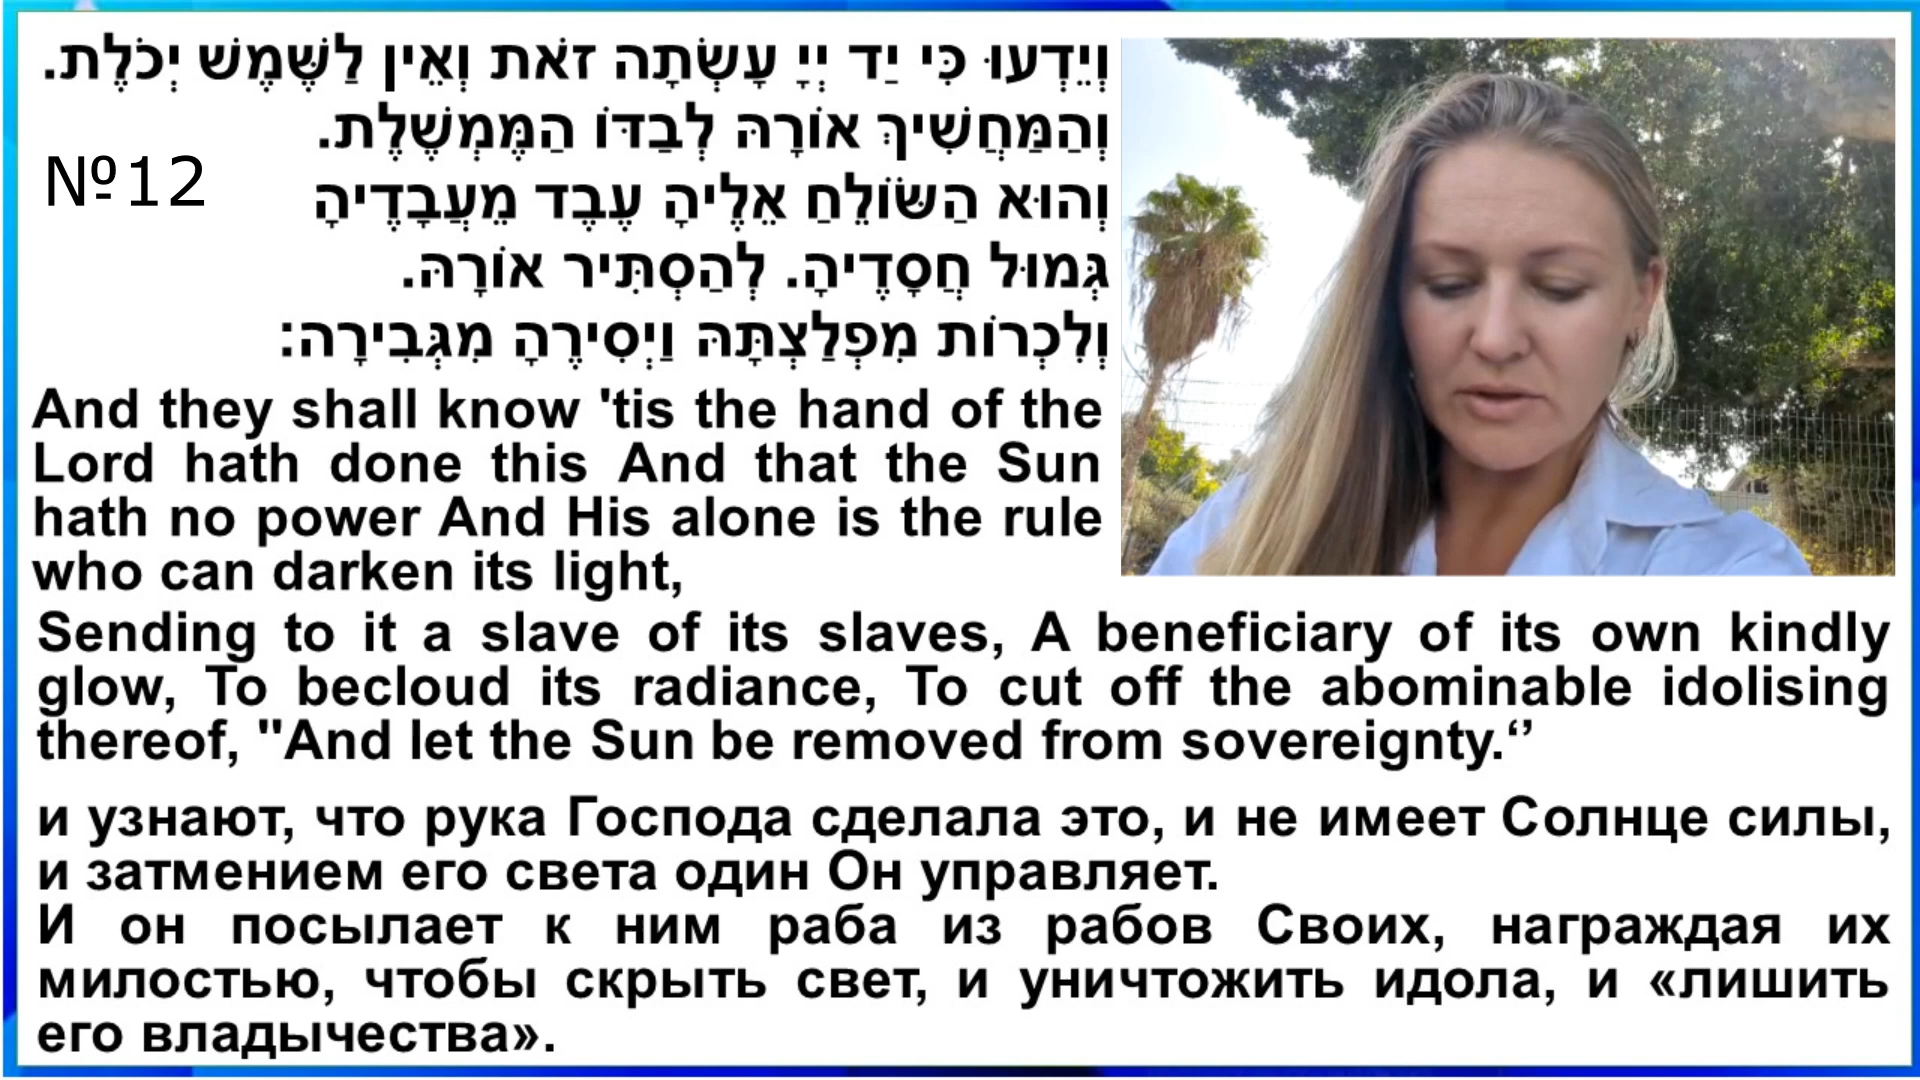 וְיֵדְעוּ כִּי יַד יְיָ עָשְׂתָה זֹאת וְאֵין לַשֶּׁמֶשׁ יְכֹלֶת.
וְהַמַּחֲשִׁיךְ אוֹרָהּ לְבַדּוֹ הַמֶּמְשֶׁלֶת.
№12
וְהוּא הַשּׁוֹלֵחַ אֵלֶיהָ עֶבֶד מֵעֲבָדֶיהָ
גְּמוּל חֲסָדֶיהָ. לְהַסְתִּיר אוֹרָהּ.
וְלִכְרוֹת מִפְלַצְתָּהּ וַיְסִירֶהָ מִגְּבִירָה:
And they shall know 'tis the hand of the
Lord hath done this And that the Sun
hath no power And His alone is the rule
who can darken its light,
Sending to it a slave of its slaves, A beneficiary of its own kindly
glow, To becloud its radiance, To cut off the abominable idolising
thereof, "And let the Sun be removed from sovereignty.‘’
и узнают, что рука Господа сделала это, и не имеет Солнце силы,
и затмением его света один Он управляет.
И он посылает к ним раба из рабов Своих, награждая их
милостью, чтобы скрыть свет, и уничтожить идола, и «лишить
его владычества».